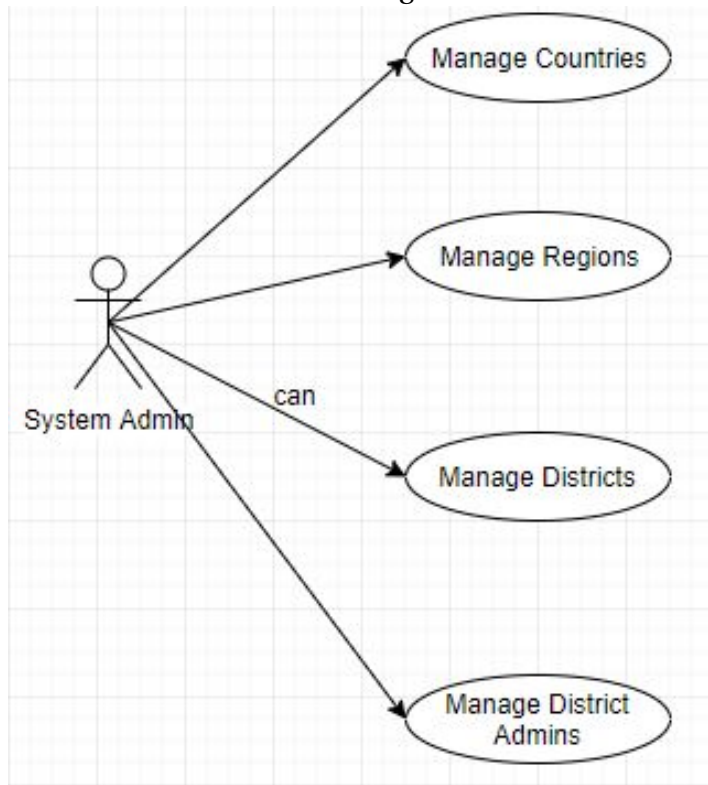 Manage Countries
Manage Regions
can
System Admin
Manage Districts
Manage District
Admins